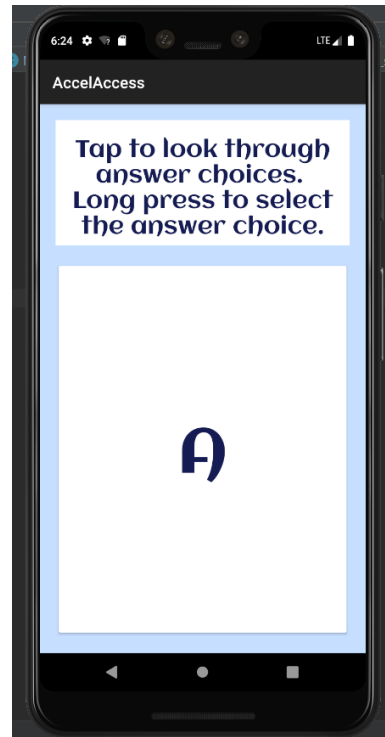 6:24
LTE
AccelAccess
Tap to look through
answer choices.
Long press to select
the answer choice.
A